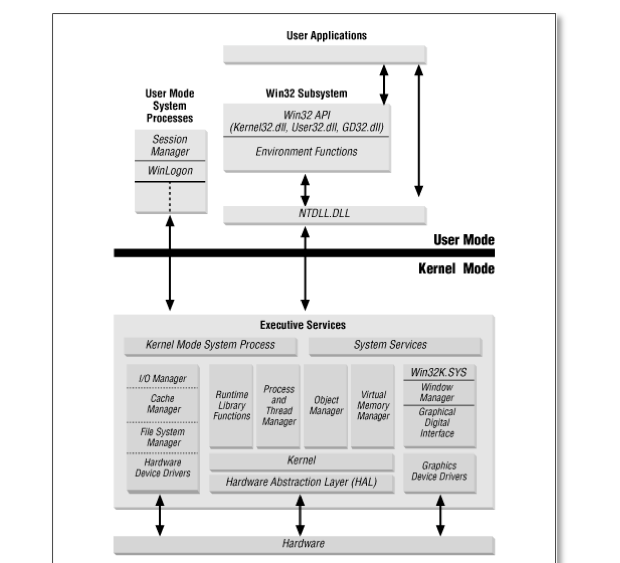 User Applications
User Mode
System
Processes
Win32 Subsystem
Session
Manager
WinLogon
Win32 API
(Kernel32.dll, User32.dll, GD32.dll)
Environment Functions
NTDLL.DLL
User Mode
Kernel Mode
Executive Services
Kernel Mode System Process
System Services
I/O Manager
Cache
Manager
File System
Manager
Hardware
Device Drivers
Runtime
Library
Functions
Process
and
Thread
Manager
Object
Manager
Virtual
Memory
Manager
Win32K.SYS
Window
Manager
Graphical
Digital
Interface
Graphics
Device Drivers
Kernel
Hardware Abstraction Layer (HAL)
Hardware